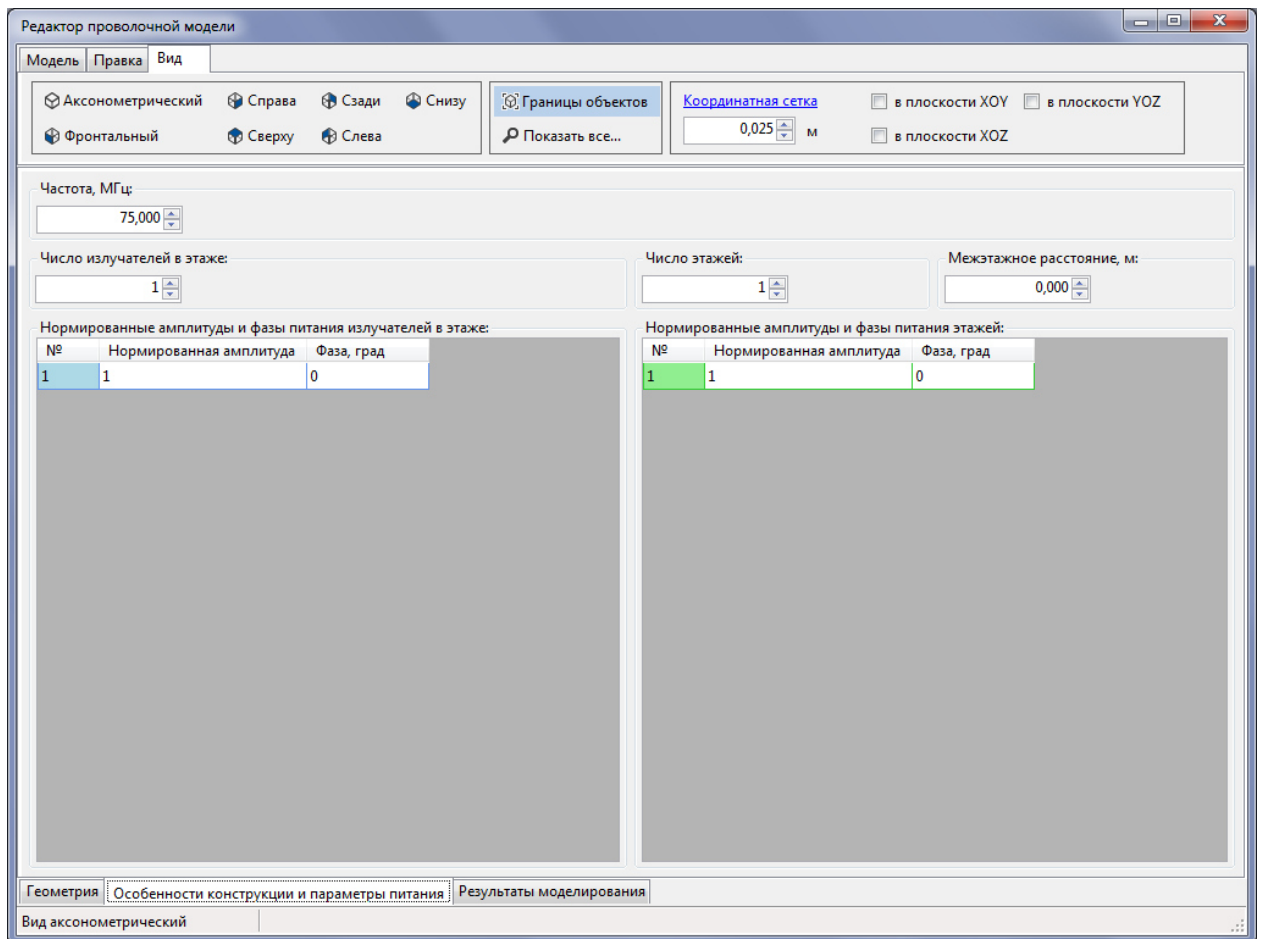 Редактор проволочной модели
Модель Правка Вид
Аксонометрический Справа Сзади Снизу Границы объектов Координатная сетка в плоскости XOY в плоскости YOZ
Фронтальный Сверху Слева Показать все... 0,025 м в плоскости XOZ
Частота, МГц:
75,000
Число излучателей в этаже: Число этажей: Межэтажное расстояние, м:
1 1 0,000
Нормированные амплитуды и фазы питания излучателей в этаже: Нормированные амплитуды и фазы питания этажей:
№ Нормированная амплитуда Фаза, град № Нормированная амплитуда Фаза, град
1 1 0 1 1 0
Геометрия Особенности конструкции и параметры питания Результаты моделирования
Вид аксонометрический